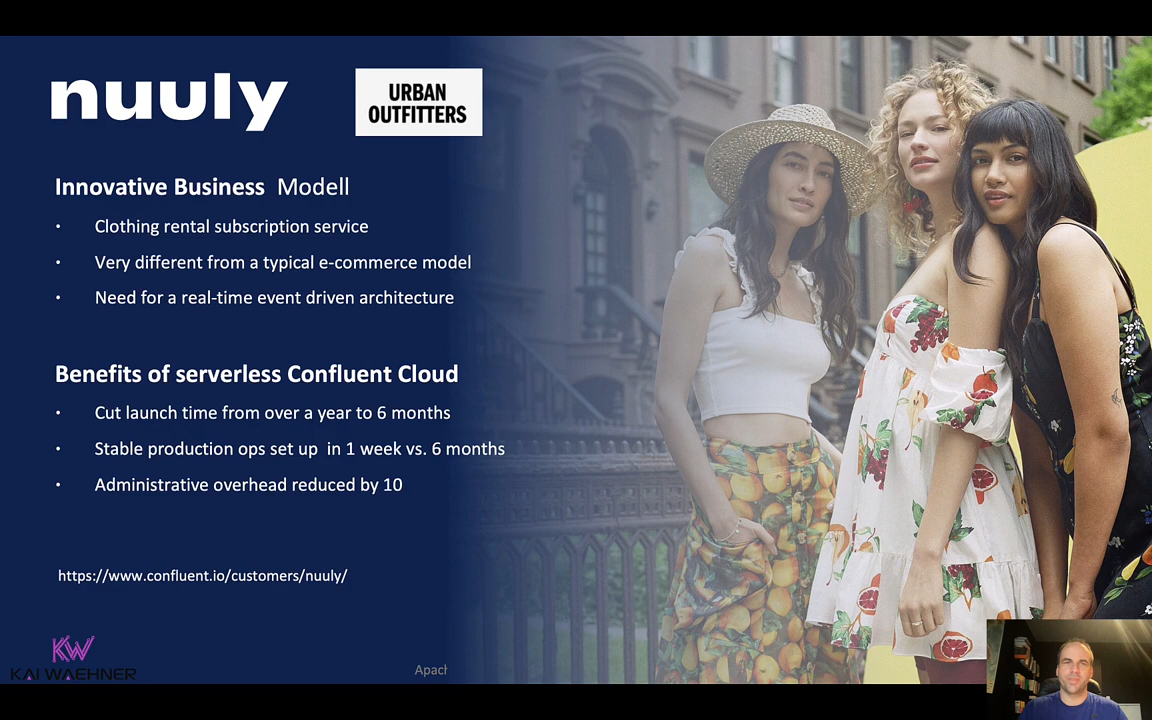 nuuly
URBAN
OUTFITTERS
Innovative Business Modell
• Clothing rental subscription service
• Very different from a typical e-commerce model
• Need for a real-time event driven architecture
Benefits of serverless Confluent Cloud
• Cut launch time from over a year to 6 months
• Stable production ops set up in 1 week vs. 6 months
• Administrative overhead reduced by 10
https://www.confluent.io/customers/nuuly/
KW
KAI WAEHNER
Apach